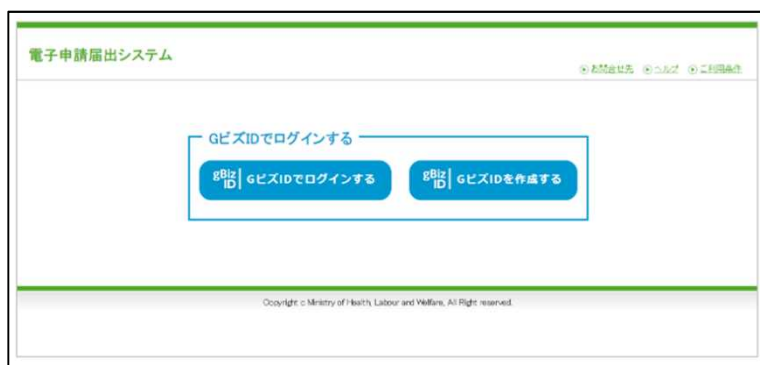 電子申請届出システム
お問合せ先 ヘルプ ご利用条件
GビズIDでログインする
gBiz ID GビズIDでログインする gBiz ID GビズIDを作成する
Copyright c Ministry of Health, Labour and Welfare, All Right reserved.